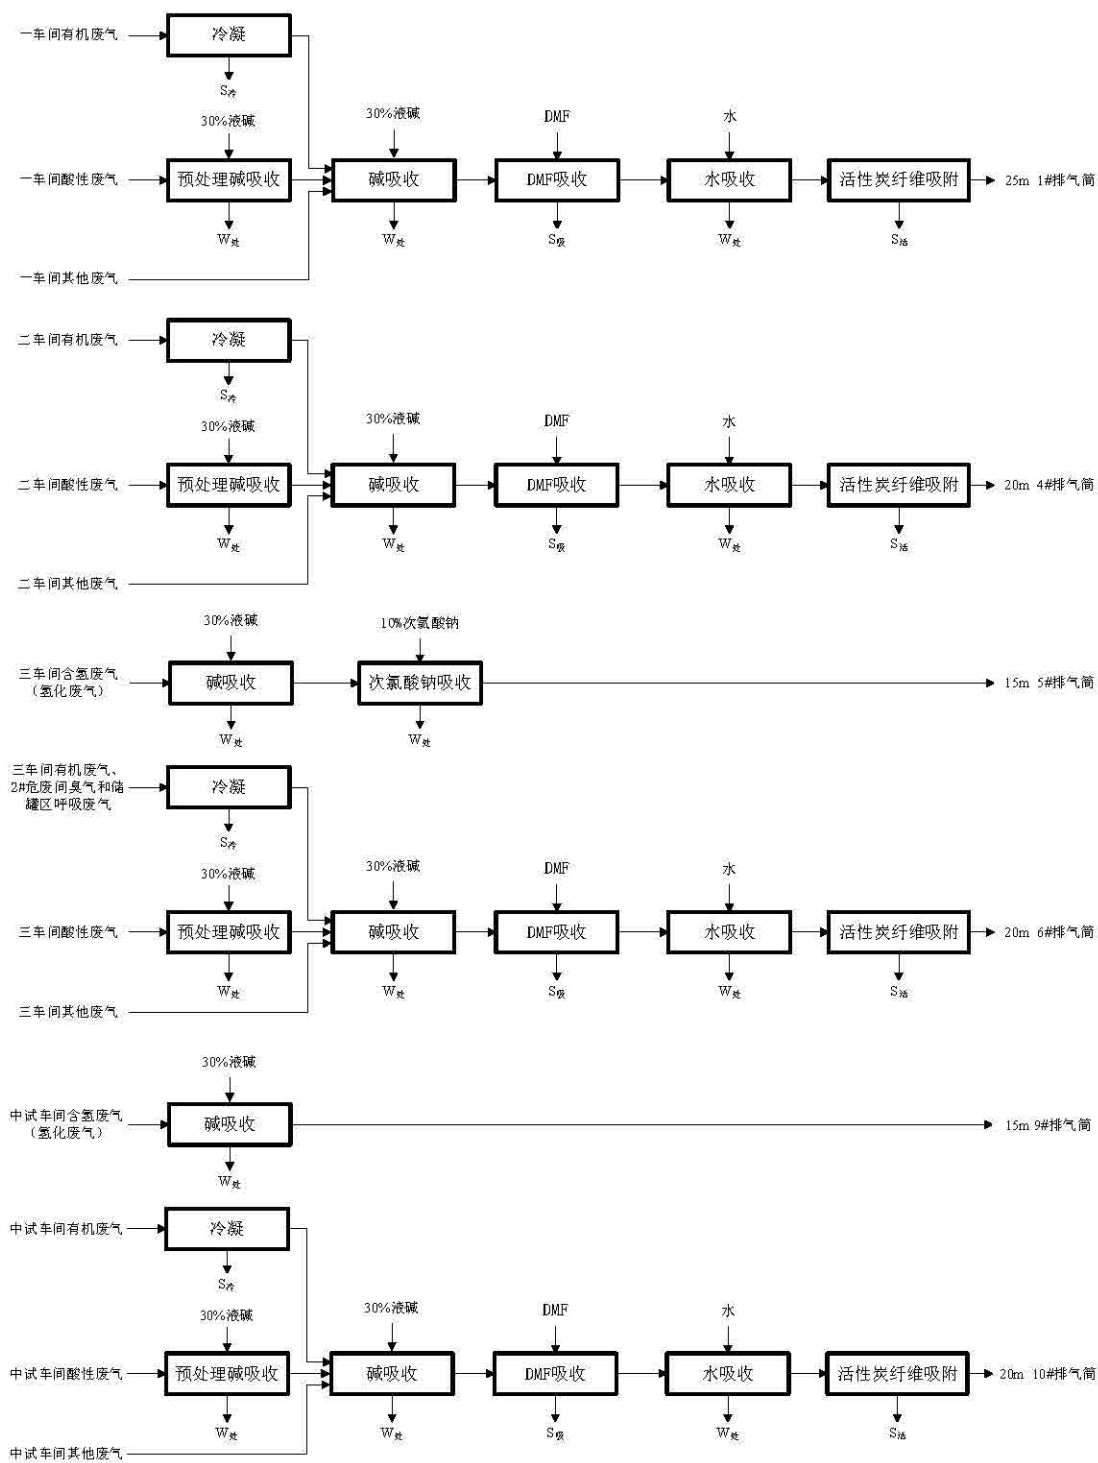 一车间有机废气
冷凝
S冷
30%液碱
30%液碱
DMF
水
一车间酸性废气
预处理碱吸收
碱吸收
DMF吸收
水吸收
活性炭纤维吸附
25m 1#排气筒
W处
W处
S吸
W处
S活
一车间其他废气
二车间有机废气
冷凝
S冷
30%液碱
30%液碱
DMF
水
二车间酸性废气
预处理碱吸收
碱吸收
DMF吸收
水吸收
活性炭纤维吸附
20m 4#排气筒
W处
W处
S吸
W处
S活
二车间其他废气
30%液碱
10%次氯酸钠
三车间含氢废气
（氢化废气）
碱吸收
次氯酸钠吸收
15m 5#排气筒
W处
W处
三车间有机废气、
2#危废间臭气和储
罐区呼吸废气
冷凝
S冷
30%液碱
30%液碱
DMF
水
三车间酸性废气
预处理碱吸收
碱吸收
DMF吸收
水吸收
活性炭纤维吸附
20m 6#排气筒
W处
W处
S吸
W处
S活
三车间其他废气
30%液碱
中试车间含氢废气
（氢化废气）
碱吸收
15m 9#排气筒
W处
中试车间有机废气
冷凝
S冷
30%液碱
30%液碱
DMF
水
中试车间酸性废气
预处理碱吸收
碱吸收
DMF吸收
水吸收
活性炭纤维吸附
20m 10#排气筒
W处
W处
S吸
W处
S活
中试车间其他废气